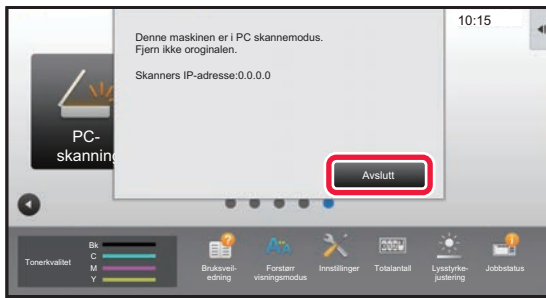 10:15
Denne maskinen er i PC skannemodus.
Fjern ikke oroginalen.
Skanners IP-adresse:0.0.0.0
PC-
skanning
Avslutt
Tonerkvalitet
Bk
C
M
Y
Bruksveil-
edning
Forstørr
visningsmodus
Innstillinger
Totalantall
Lysstyrke-
justering
Jobbstatus